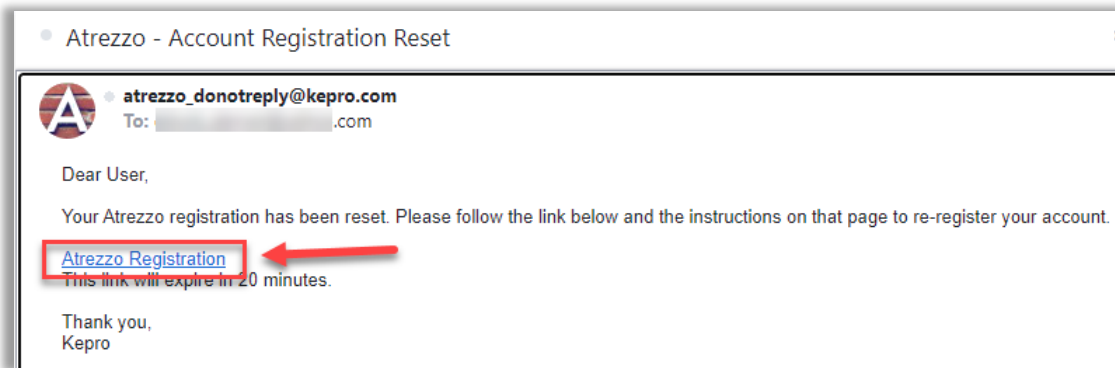 Atrezzo - Account Registration Reset
A
atrezzo_donotreply@kepro.com
To: .com
Dear User,
Your Atrezzo registration has been reset. Please follow the link below and the instructions on that page to re-register your account.
Atrezzo Registration
This link will expire in 20 minutes.
Thank you,
Kepro